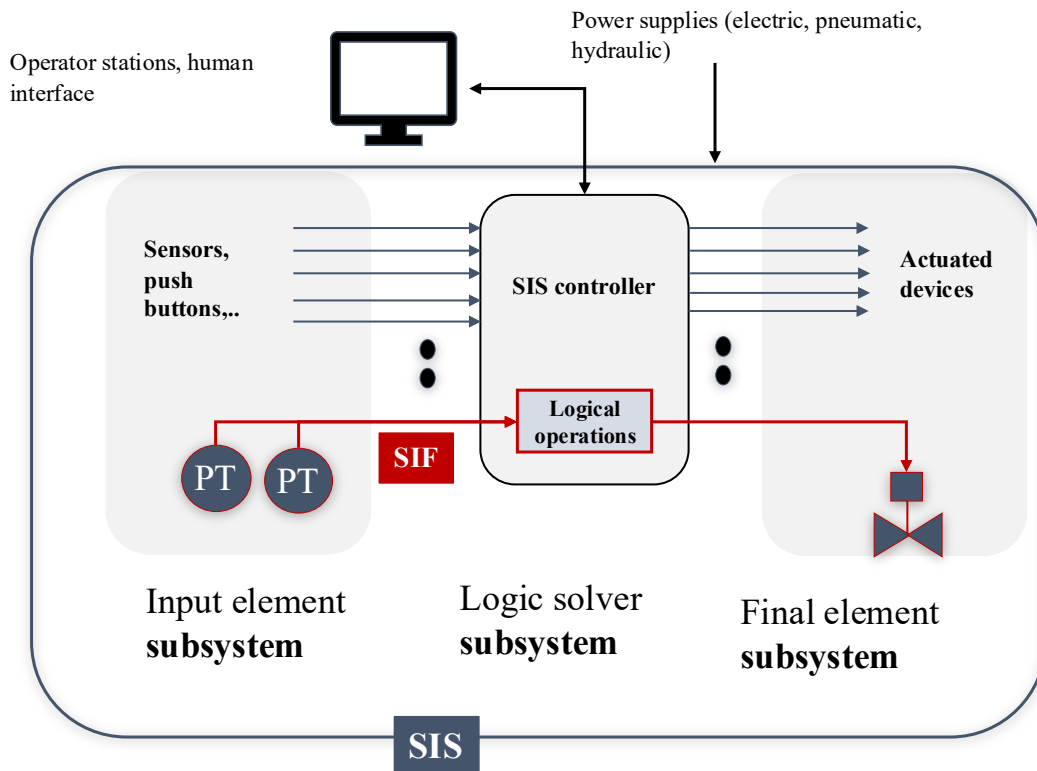 Power supplies (electric, pneumatic,
hydraulic)
Operator stations, human
interface
Sensors,
push
buttons,..
SIS controller
Actuated
devices
Logical
operations
SIF
PT
PT
Input element
subsystem
Logic solver
subsystem
Final element
subsystem
SIS